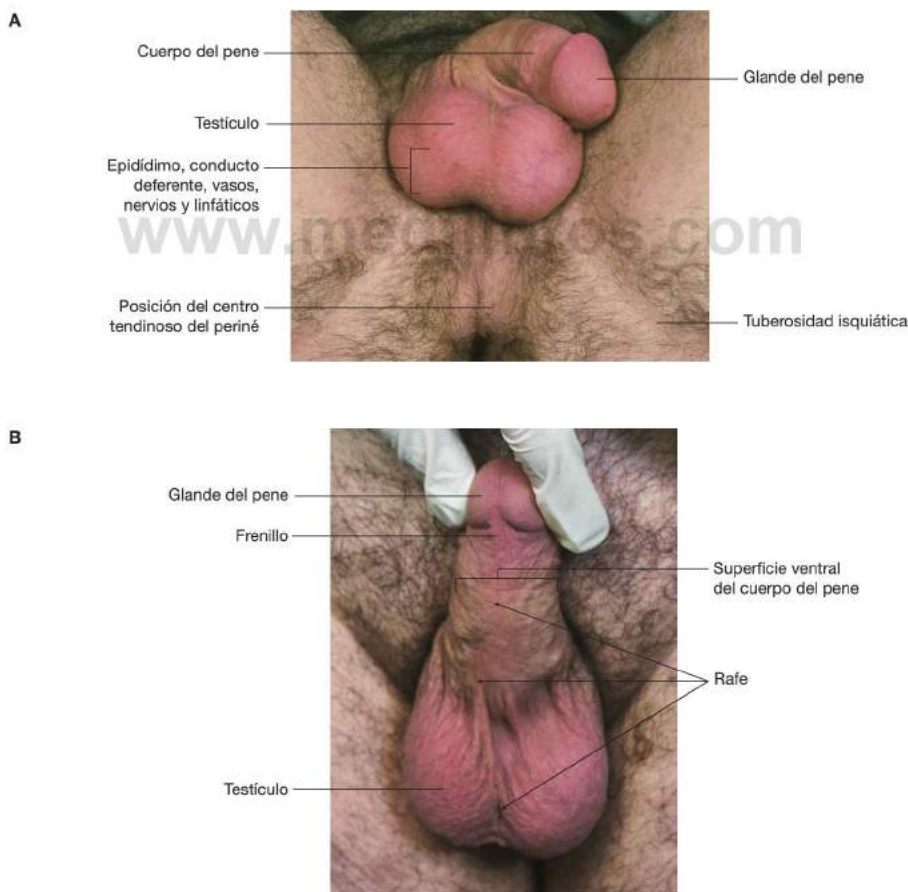 A
Cuerpo del pene
Glande del pene
Testículo
Epidídimo, conducto
deferente, vasos,
nervios y linfáticos
www.medilibros.com
Posición del centro
tendinoso del periné
Tuberosidad isquiática
B
Glande del pene
Frenillo
Superficie ventral
del cuerpo del pene
Rafe
Testículo